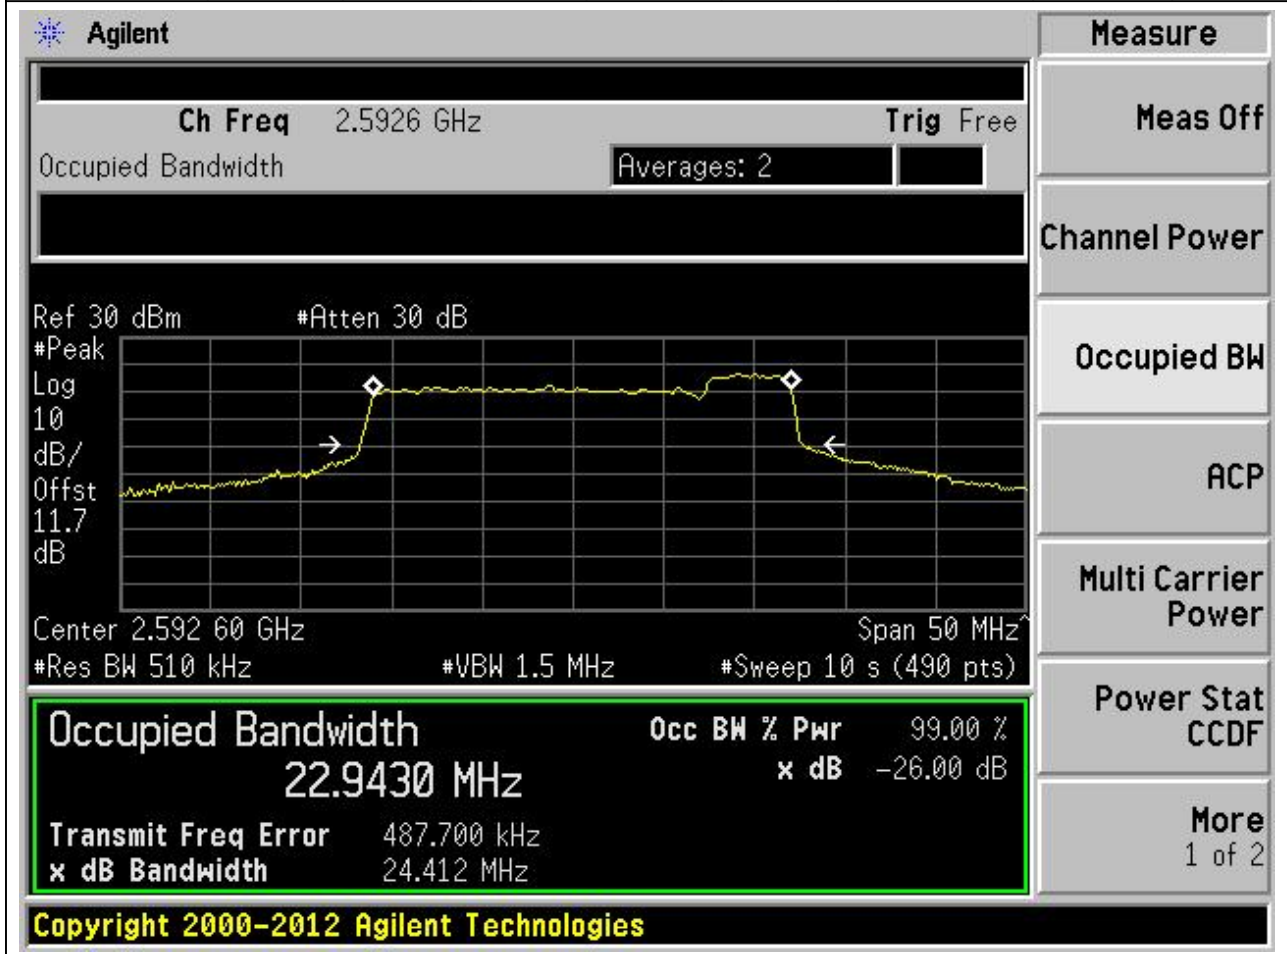 Agilent
Measure
Ch Freq 2.5926 GHz Trig Free
Meas Off
Occupied Bandwidth Averages: 2
Channel Power
Ref 30 dBm #Atten 30 dB
#Peak
Log
10
dB/
Offst
11.7
dB
Occupied BW
ACP
Center 2.592 60 GHz Span 50 MHz^
#Res BW 510 kHz #VBW 1.5 MHz #Sweep 10 s (490 pts)
Multi Carrier
Power
Occupied Bandwidth Occ BW % Pwr 99.00 %
22.9430 MHz x dB -26.00 dB
Transmit Freq Error 487.700 kHz
x dB Bandwidth 24.412 MHz
Power Stat
CCDF
More
1 of 2
Copyright 2000-2012 Agilent Technologies